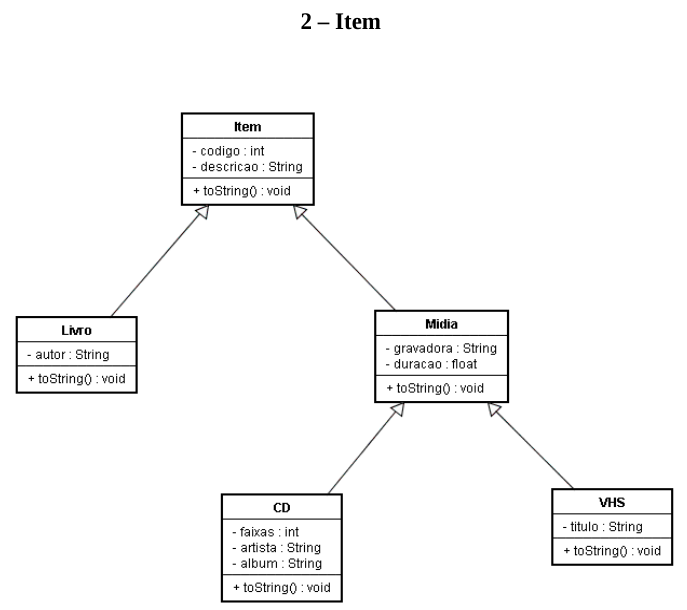 2 – Item
Item
- codigo : int
- descricao : String
+ toString() : void
Livro
- autor : String
+ toString() : void
Midia
- gravadora : String
- duracao : float
+ toString() : void
CD
- faixas : int
- artista : String
- album : String
+ toString() : void
VHS
- titulo : String
+ toString() : void